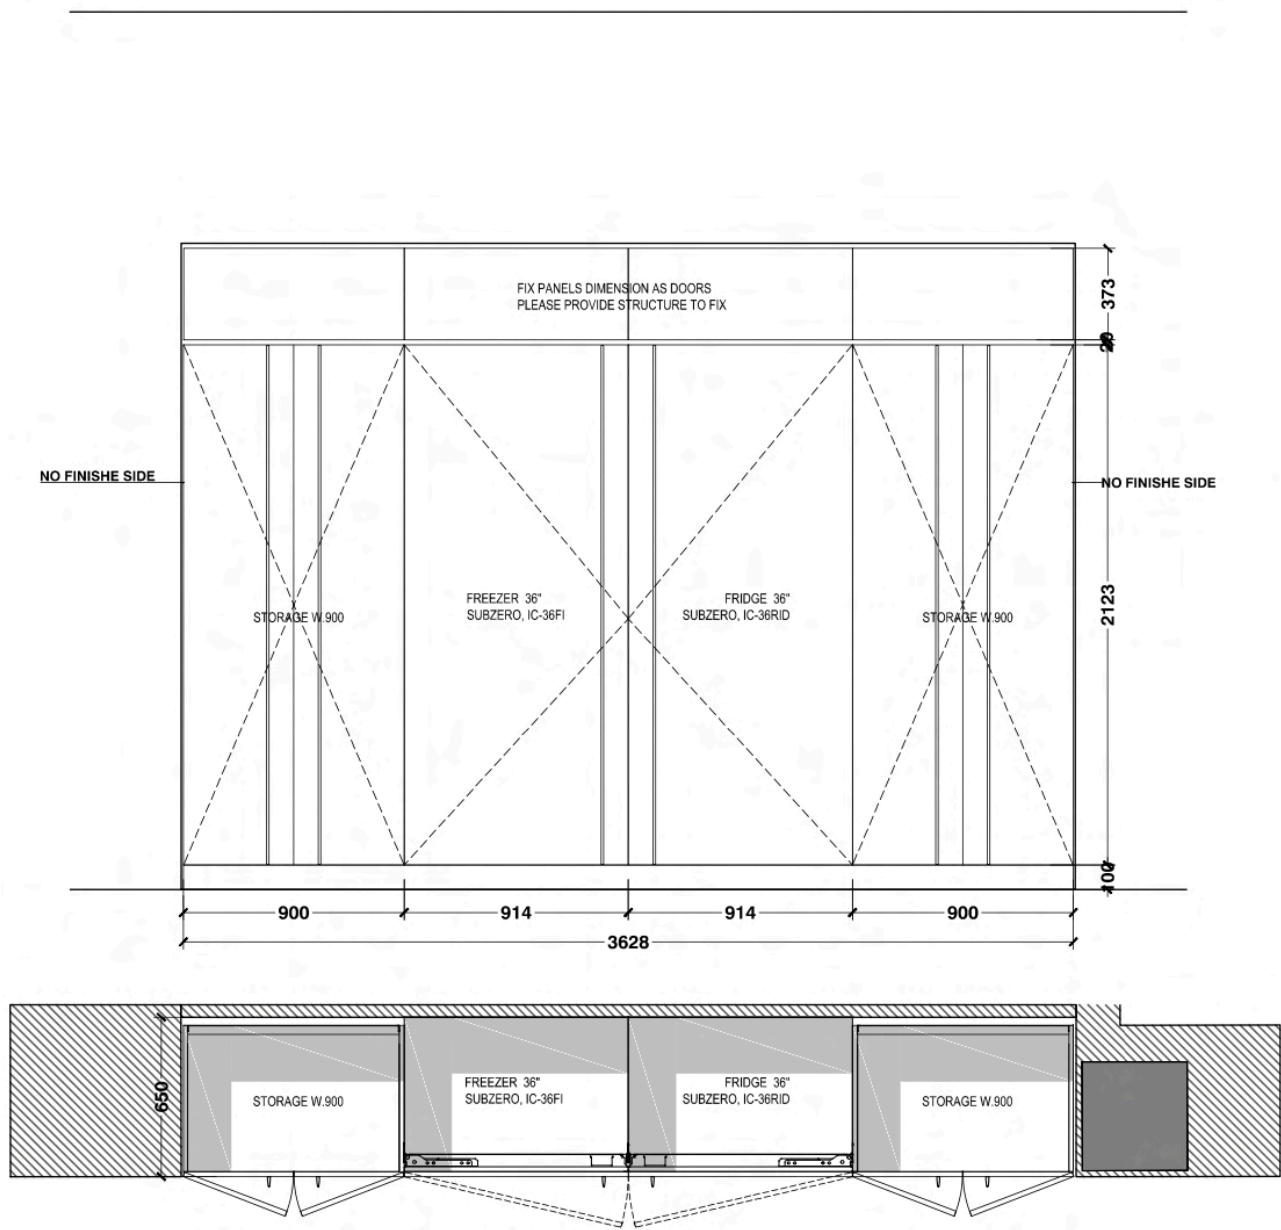 FIX PANELS DIMENSION AS DOORS
PLEASE PROVIDE STRUCTURE TO FIX
373
20
NO FINISHE SIDE
NO FINISHE SIDE
FREEZER 36"
SUBZERO, IC-36FI
FRIDGE 36"
SUBZERO, IC-36RID
STORAGE W.900
STORAGE W.900
2123
100
900
914
914
900
3628
650
STORAGE W.900
FREEZER 36"
SUBZERO, IC-36FI
FRIDGE 36"
SUBZERO, IC-36RID
STORAGE W.900